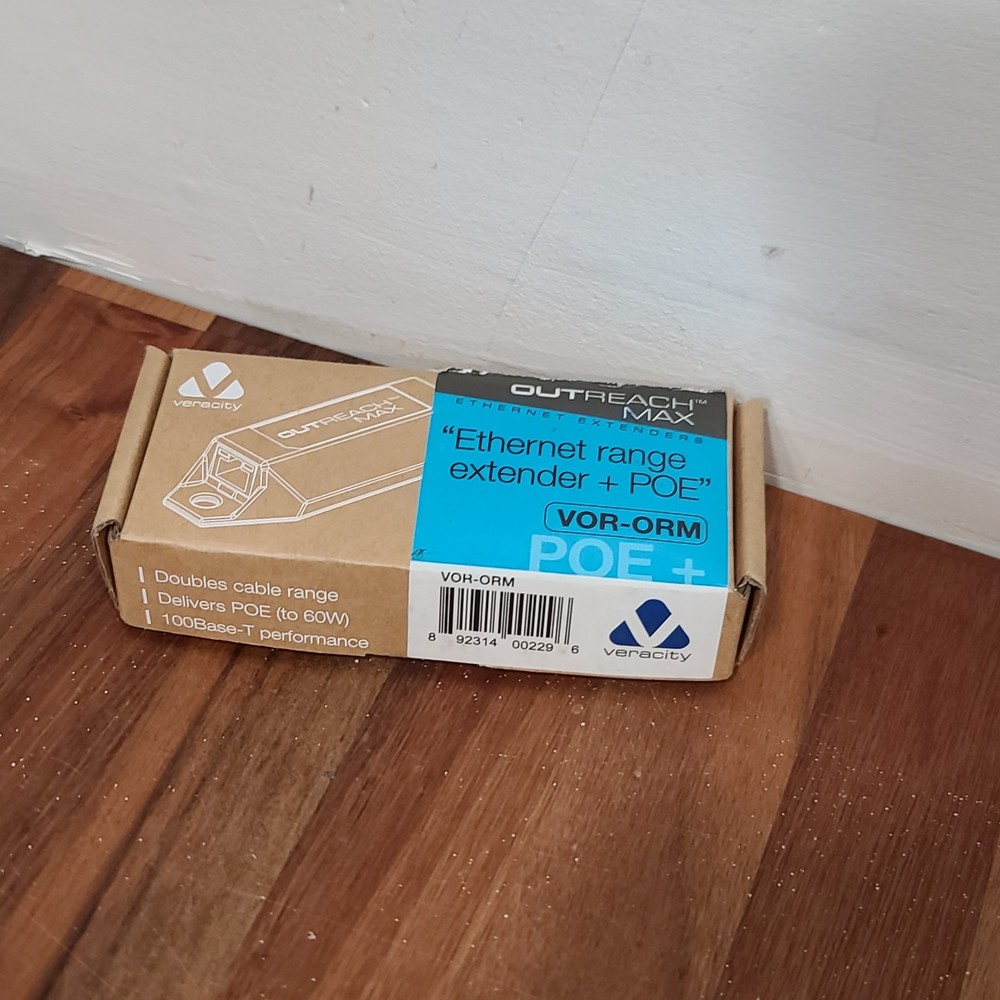 veracity
OUTREACH
MAX
OUTREACH™
MAX
ETHERNET EXTENDERS
“Ethernet range
extender + POE”
VOR-ORM
POE +
Doubles cable range
Delivers POE (to 60W)
100Base-T performance
VOR-ORM
8 92314 00229 6
veracity